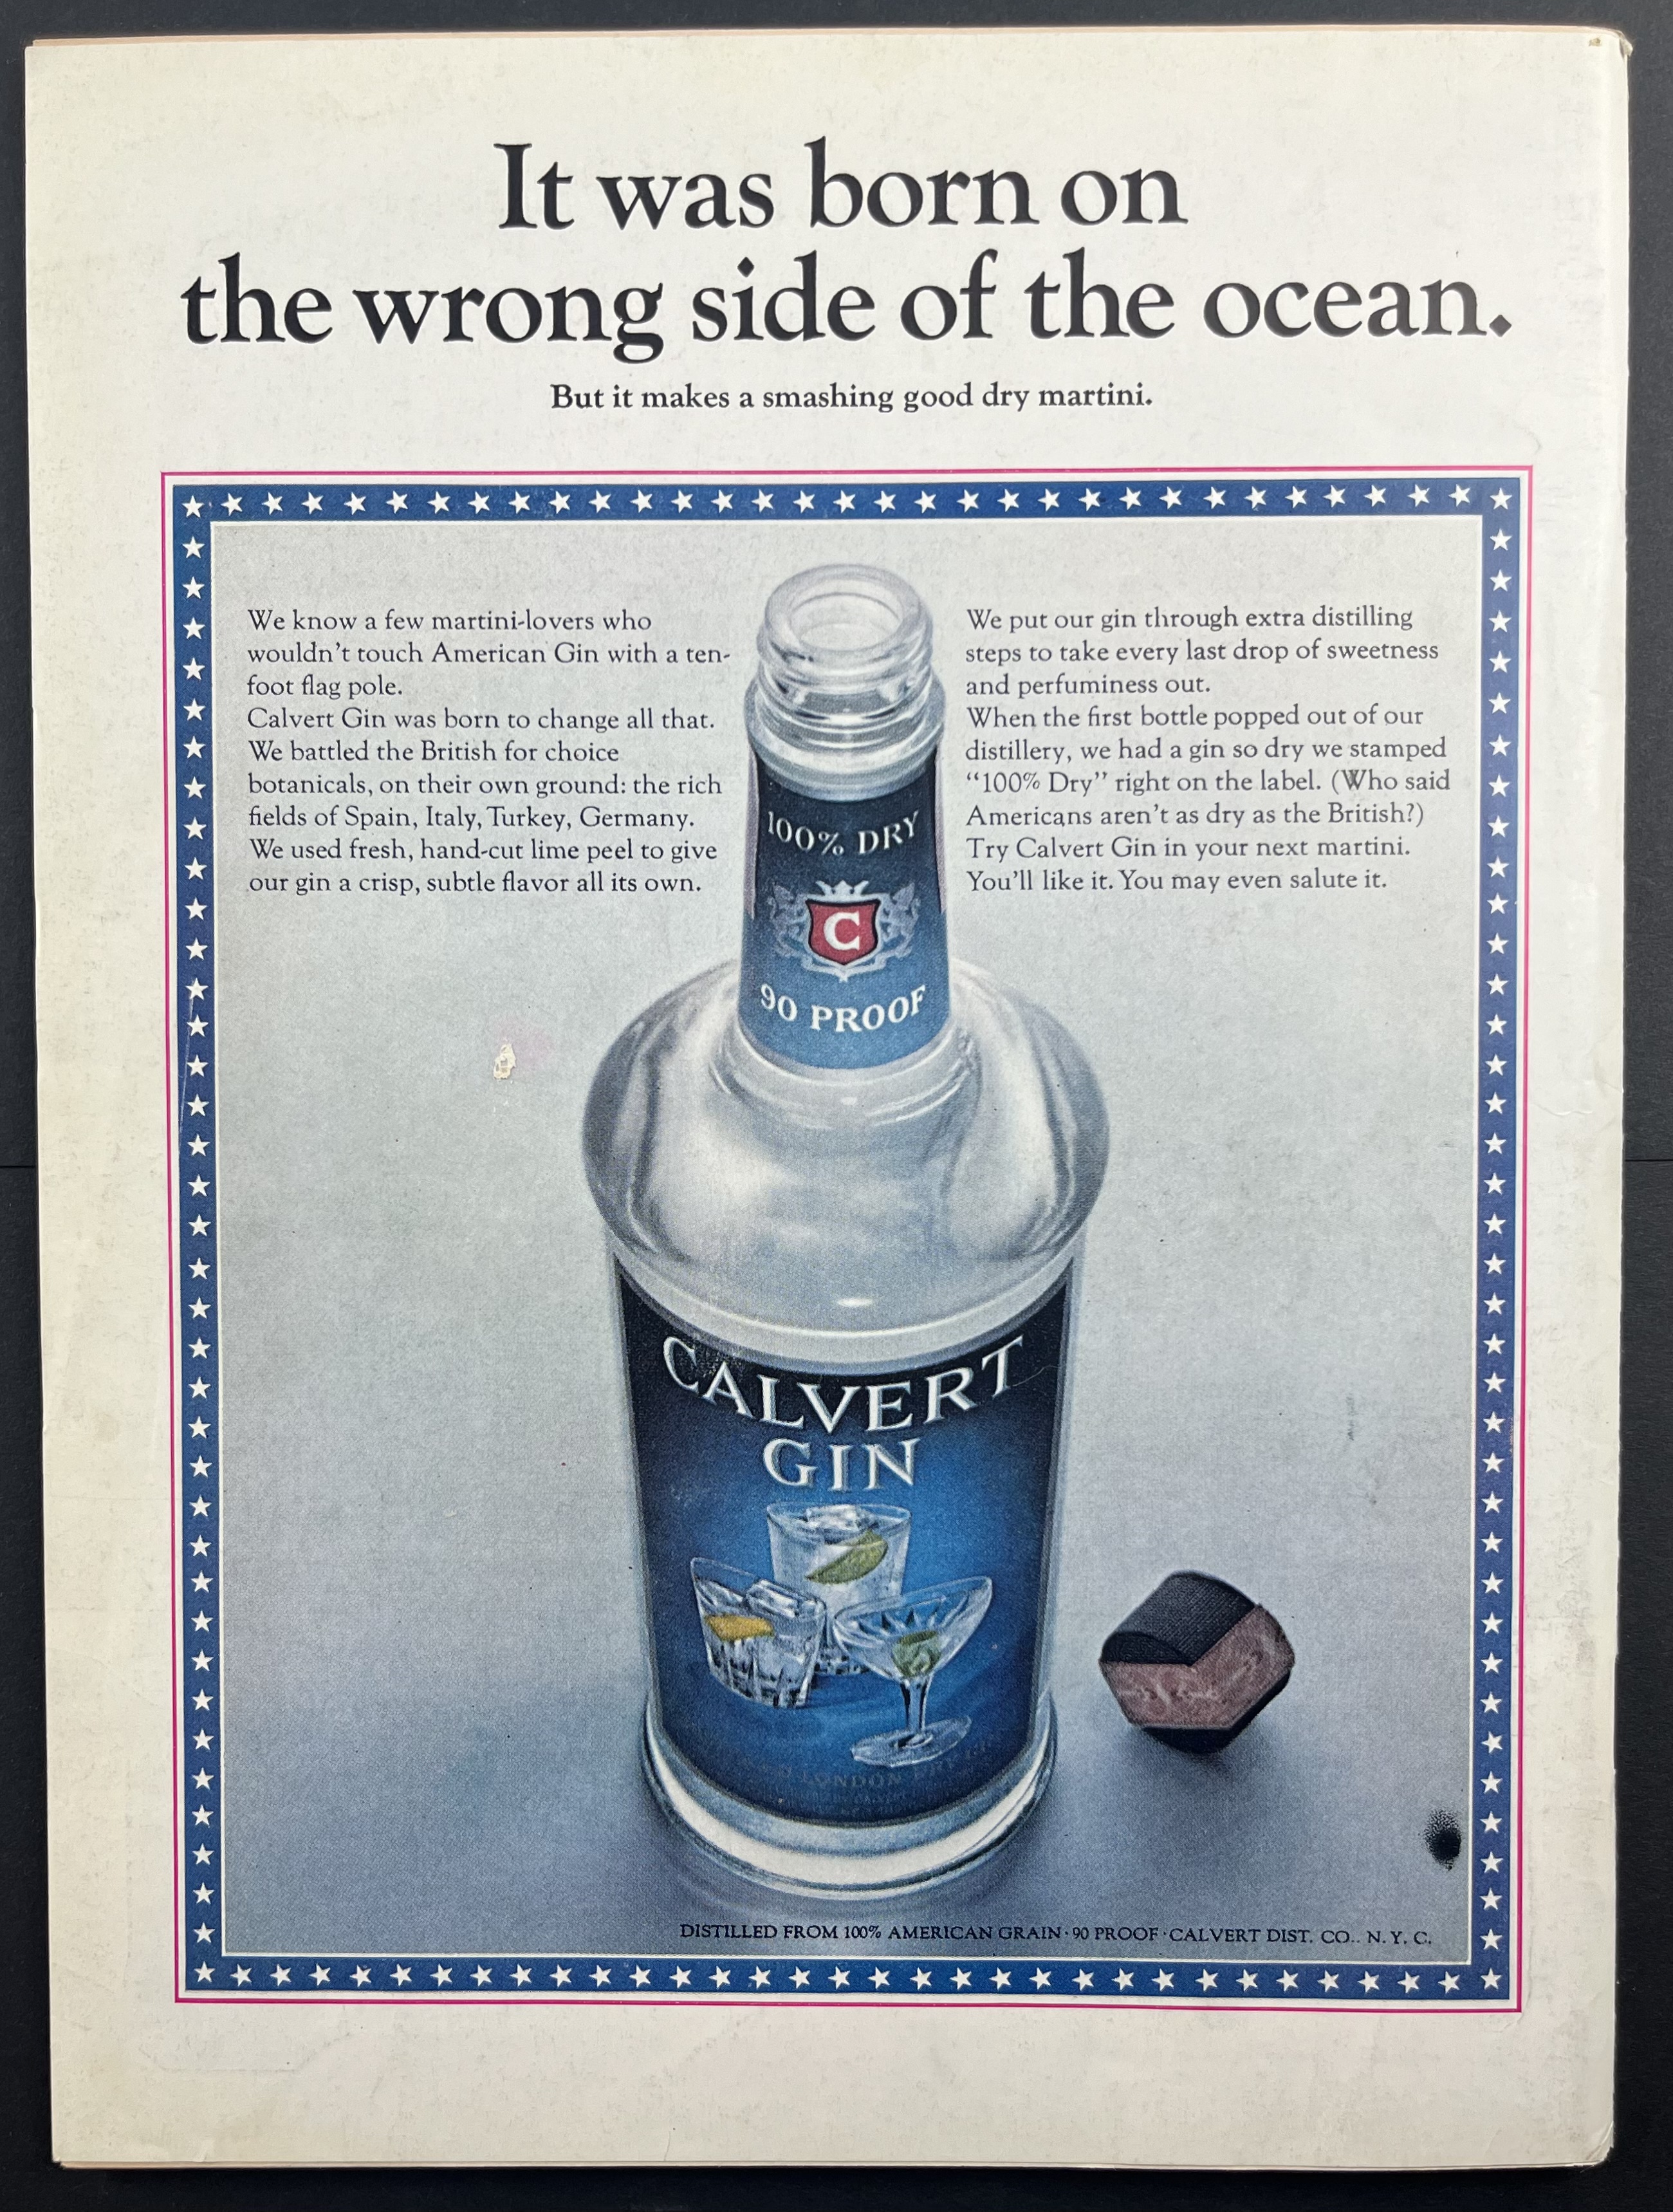 It was born on
the wrong side of the ocean.
But it makes a smashing good dry martini.
We know a few martini-lovers who
wouldn't touch American Gin with a ten-
foot flag pole.
Calvert Gin was born to change all that.
We battled the British for choice
botanicals, on their own ground: the rich
fields of Spain, Italy, Turkey, Germany.
We used fresh, hand-cut lime peel to give
our gin a crisp, subtle flavor all its own.
We put our gin through extra distilling
steps to take every last drop of sweetness
and perfuminess out.
When the first bottle popped out of our
distillery, we had a gin so dry we stamped
“100% Dry” right on the label. (Who said
Americans aren't as dry as the British?)
Try Calvert Gin in your next martini.
You'll like it. You may even salute it.
100% DRY
C
90 PROOF
CALVERT
GIN
LONDON
DISTILLED FROM 100% AMERICAN GRAIN · 90 PROOF · CALVERT DIST. CO.. N. Y. C.